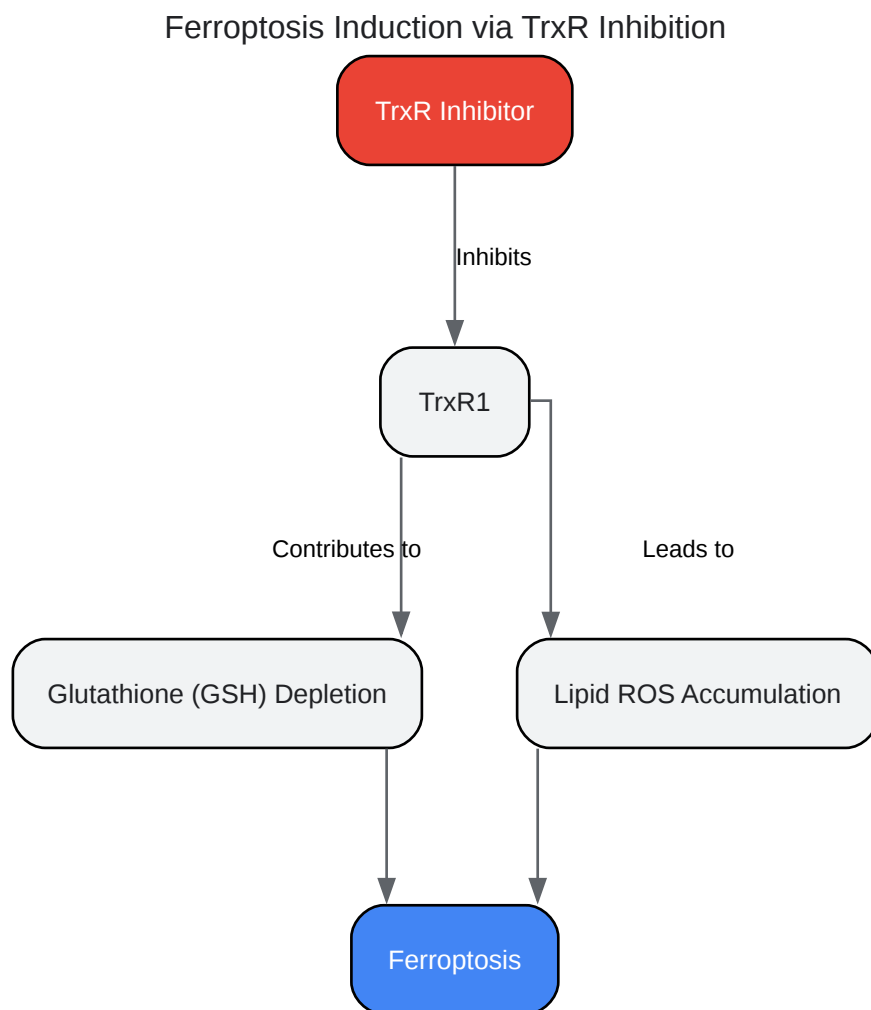 Ferroptosis Induction via TrxR Inhibition
TrxR Inhibitor
Inhibits
TrxR1
Contributes to
Leads to
Glutathione (GSH) Depletion
Lipid ROS Accumulation
Ferroptosis